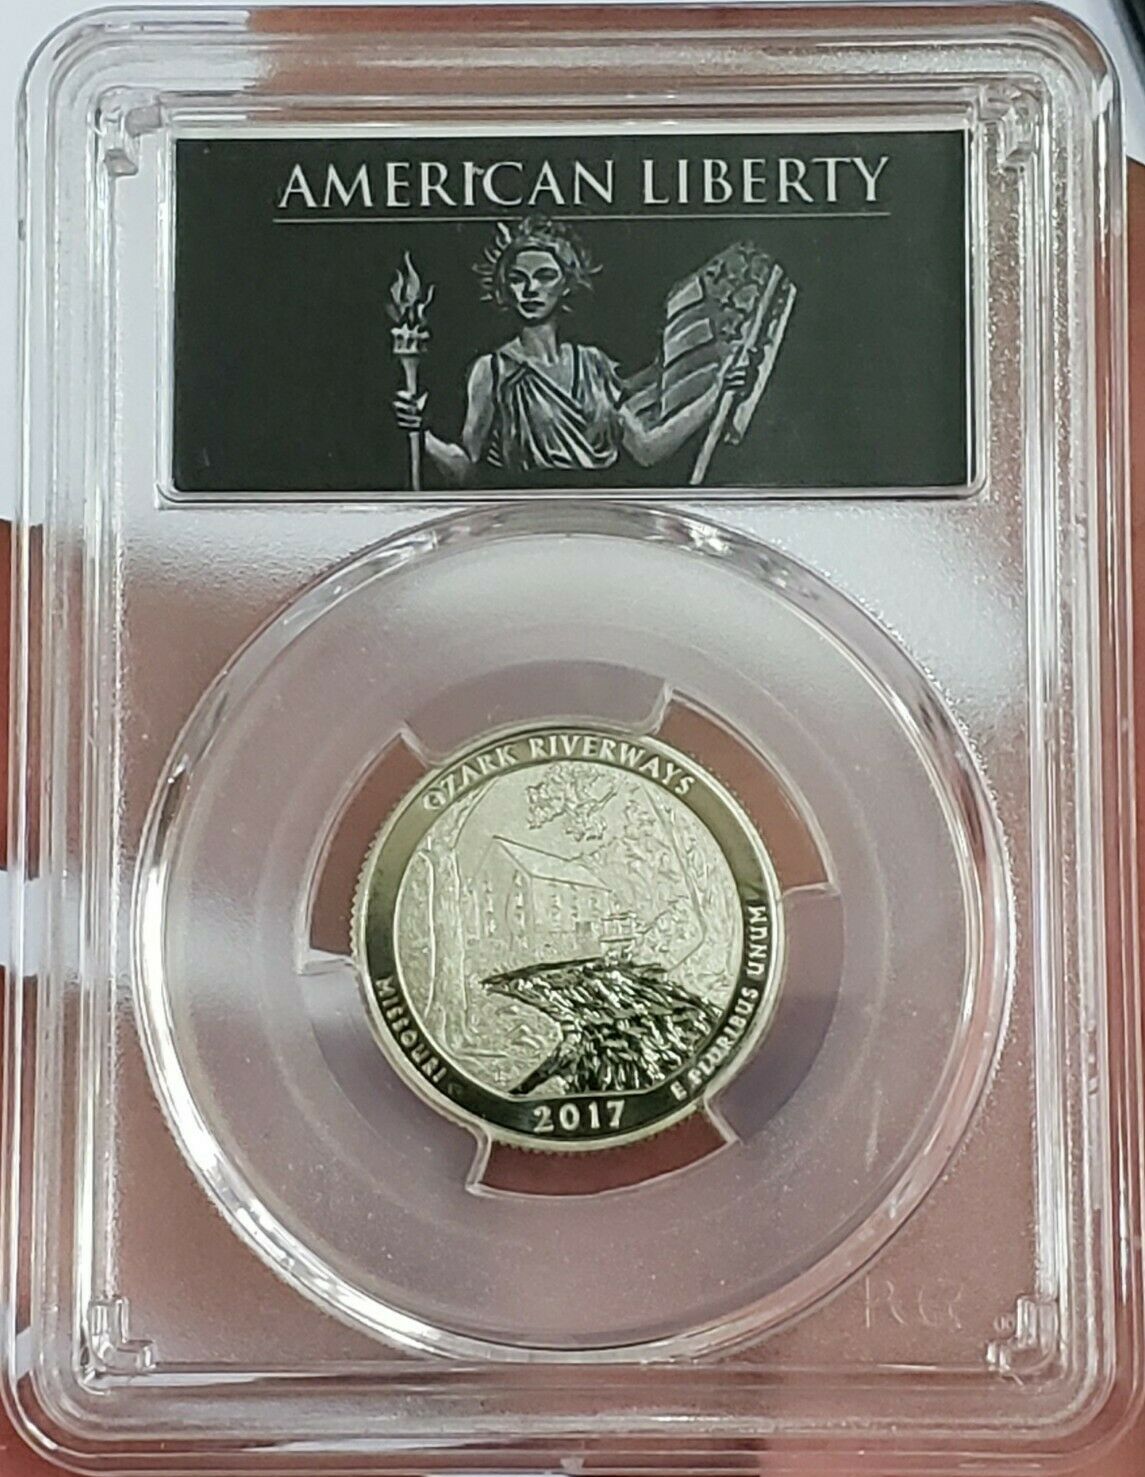 AMERICAN LIBERTY
OZARK RIVERWAYS
MISSOURI
2017
E PLURIBUS UNUM